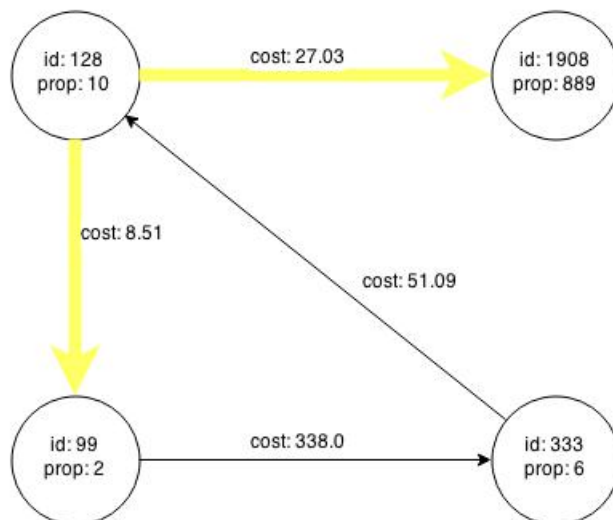 id: 128
prop: 10
cost: 27.03
id: 1908
prop: 889
cost: 8.51
cost: 51.09
id: 99
prop: 2
cost: 338.0
id: 333
prop: 6